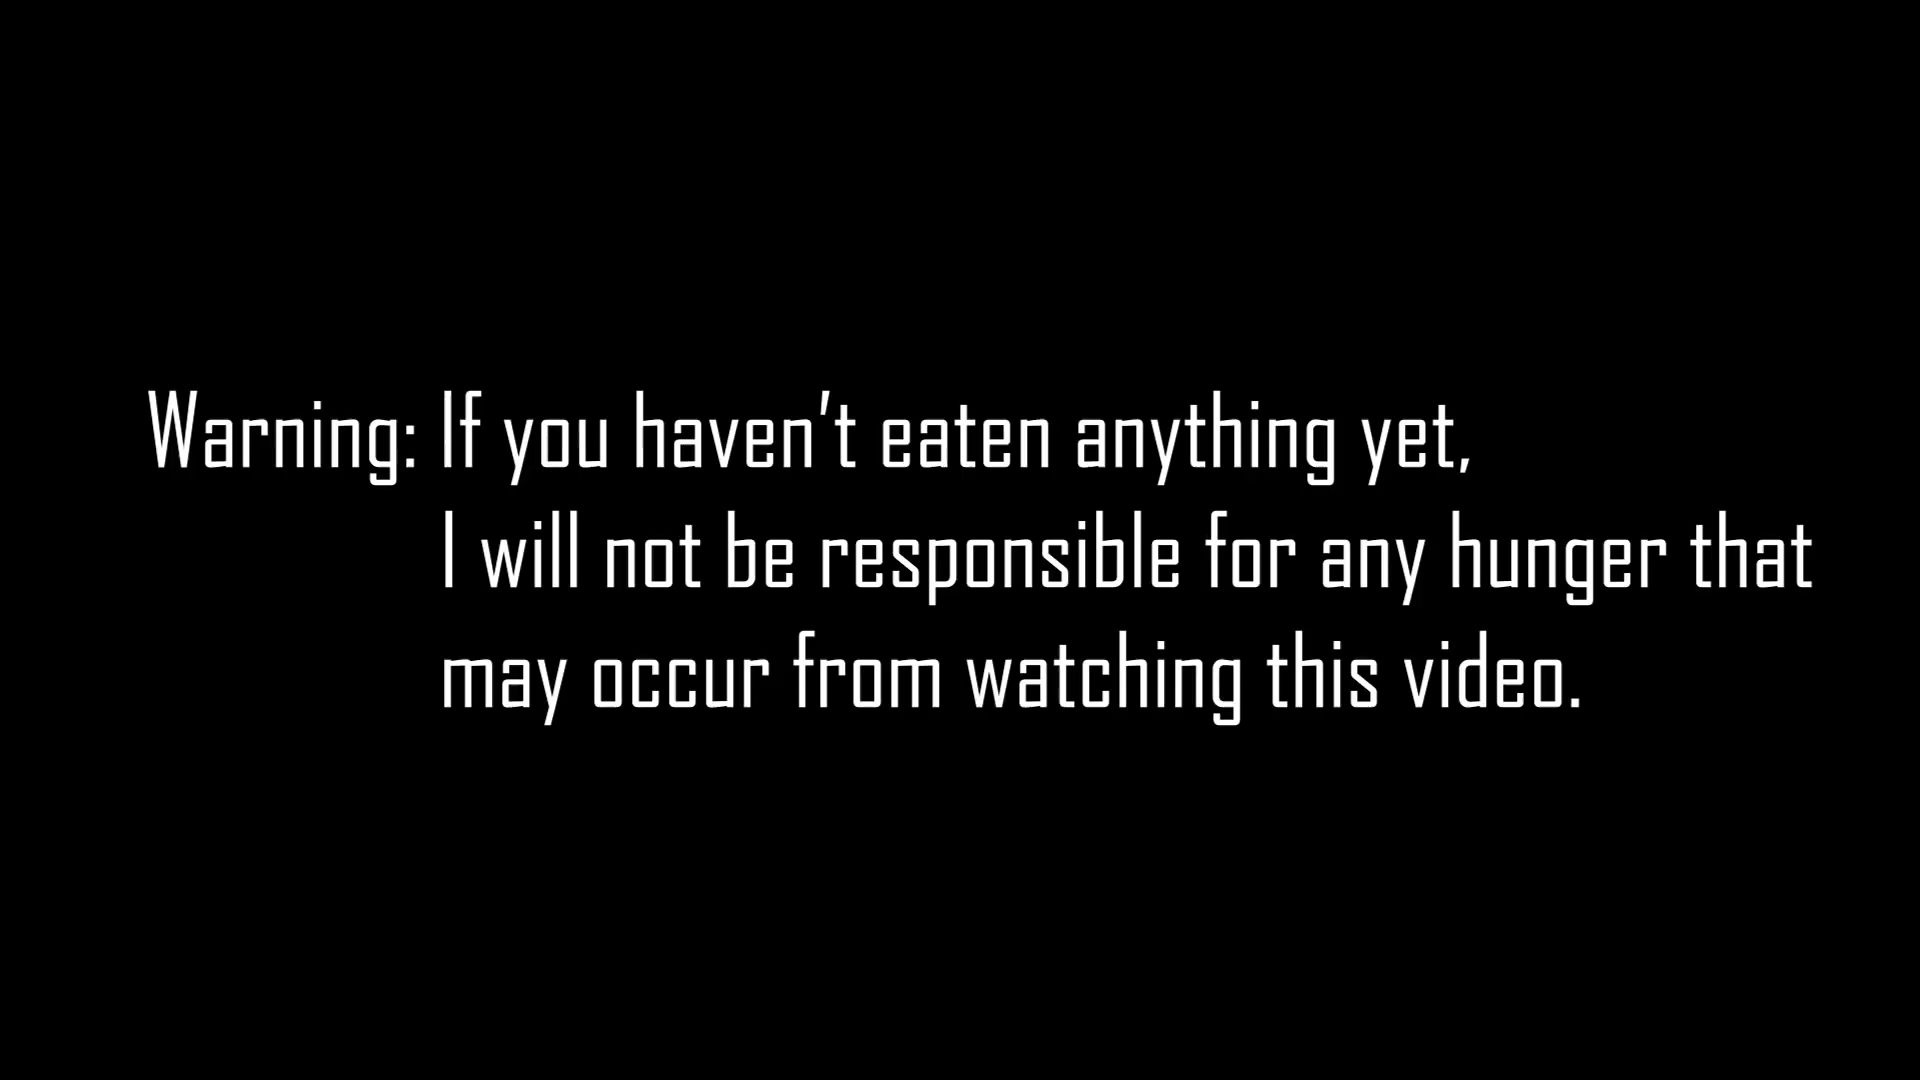 Warning: If you haven't eaten anything yet,
I will not be responsible for any hunger that
may occur from watching this video.